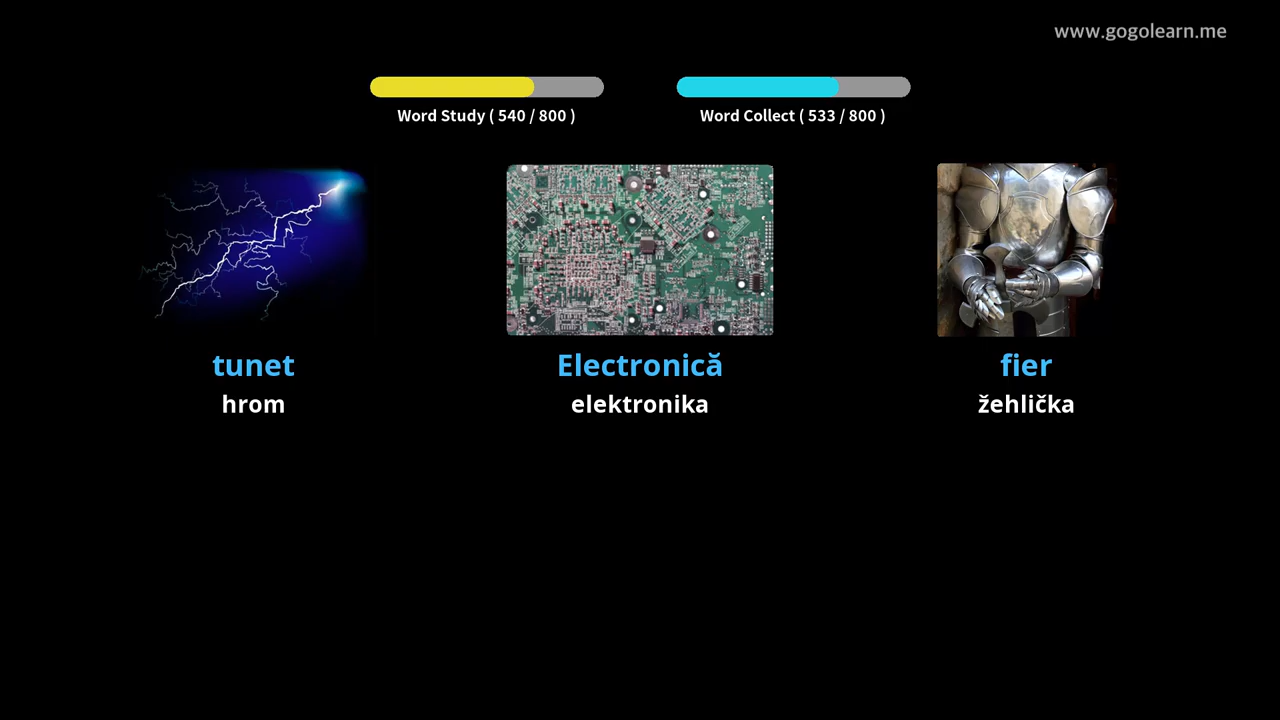 www.gogolearn.me
Word Study ( 540 / 800 )
Word Collect ( 533 / 800 )
tunet
Electronică
fier
hrom
elektronika
žehlička